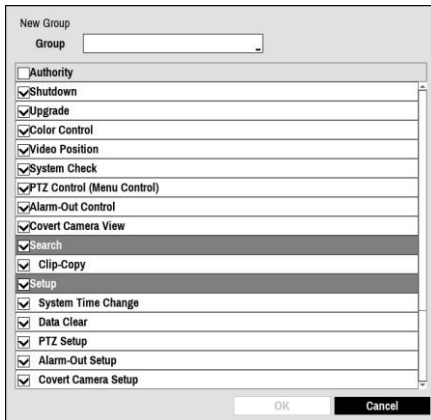 New Group
Group
Authority
Shutdown
Upgrade
Color Control
Video Position
System Check
PTZ Control (Menu Control)
Alarm-Out Control
Covert Camera View
Search
Clip-Copy
Setup
System Time Change
Data Clear
PTZ Setup
Alarm-Out Setup
Covert Camera Setup
OK Cancel